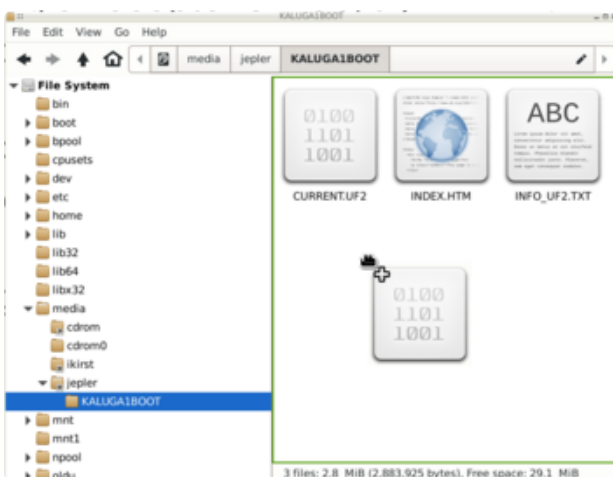 KALUGA1BOOT
File Edit View Go Help
media jepler KALUGA1BOOT
File System
bin
boot
bpool
cpusets
dev
etc
home
lib
lib32
lib64
libx32
media
cdrom
cdrom0
ikirst
jepler
KALUGA1BOOT
mnt
mnt1
npool
0100
1101
1001
CURRENT.UF2
INDEX.HTM
ABC
INFO_UF2.TXT
0100
1101
1001
3 files: 2.8 MiB (2,883,925 bytes), Free space: 29.1 MiB